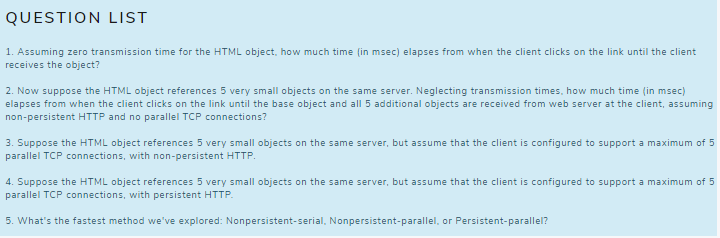 QUESTION LIST
1. Assuming zero transmission time for the HTML object, how much time (in msec) elapses from when the client clicks on the link until the client
receives the object?
2. Now suppose the HTML object references 5 very small objects on the same server. Neglecting transmission times, how much time (in msec)
elapses from when the client clicks on the link until the base object and all 5 additional objects are received from web server at the client, assuming
non-persistent HTTP and no parallel TCP connections?
3. Suppose the HTML object references 5 very small objects on the same server, but assume that the client is configured to support a maximum of 5
parallel TCP connections, with non-persistent HTTP.
4. Suppose the HTML object references 5 very small objects on the same server, but assume that the client is configured to support a maximum of 5
parallel TCP connections, with persistent HTTP.
5. What's the fastest method we've explored: Nonpersistent-serial, Nonpersistent-parallel, or Persistent-parallel?